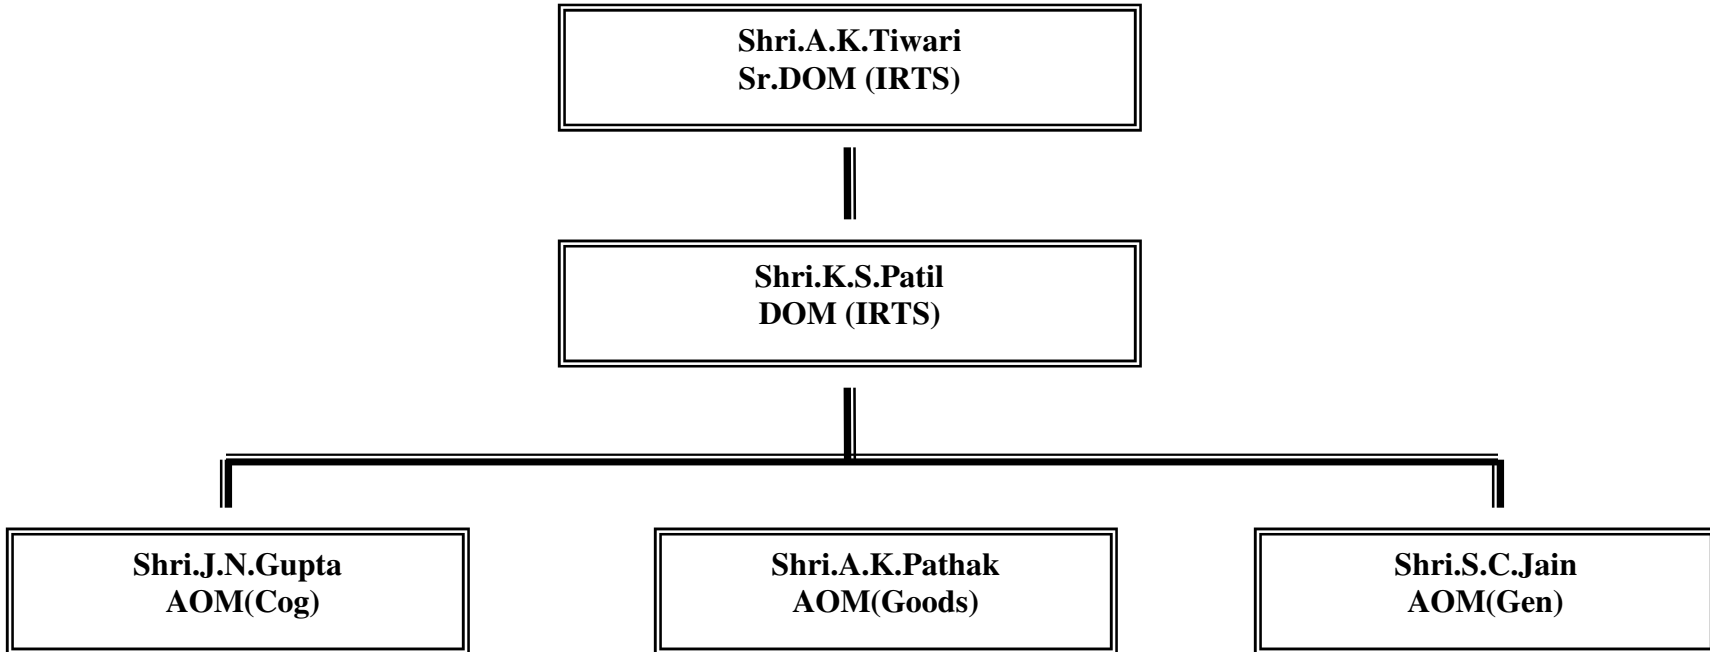 Shri.A.K.Tiwari
Sr.DOM (IRTS)
Shri.K.S.Patil
DOM (IRTS)
Shri.J.N.Gupta
AOM(Cog)
Shri.A.K.Pathak
AOM(Goods)
Shri.S.C.Jain
AOM(Gen)